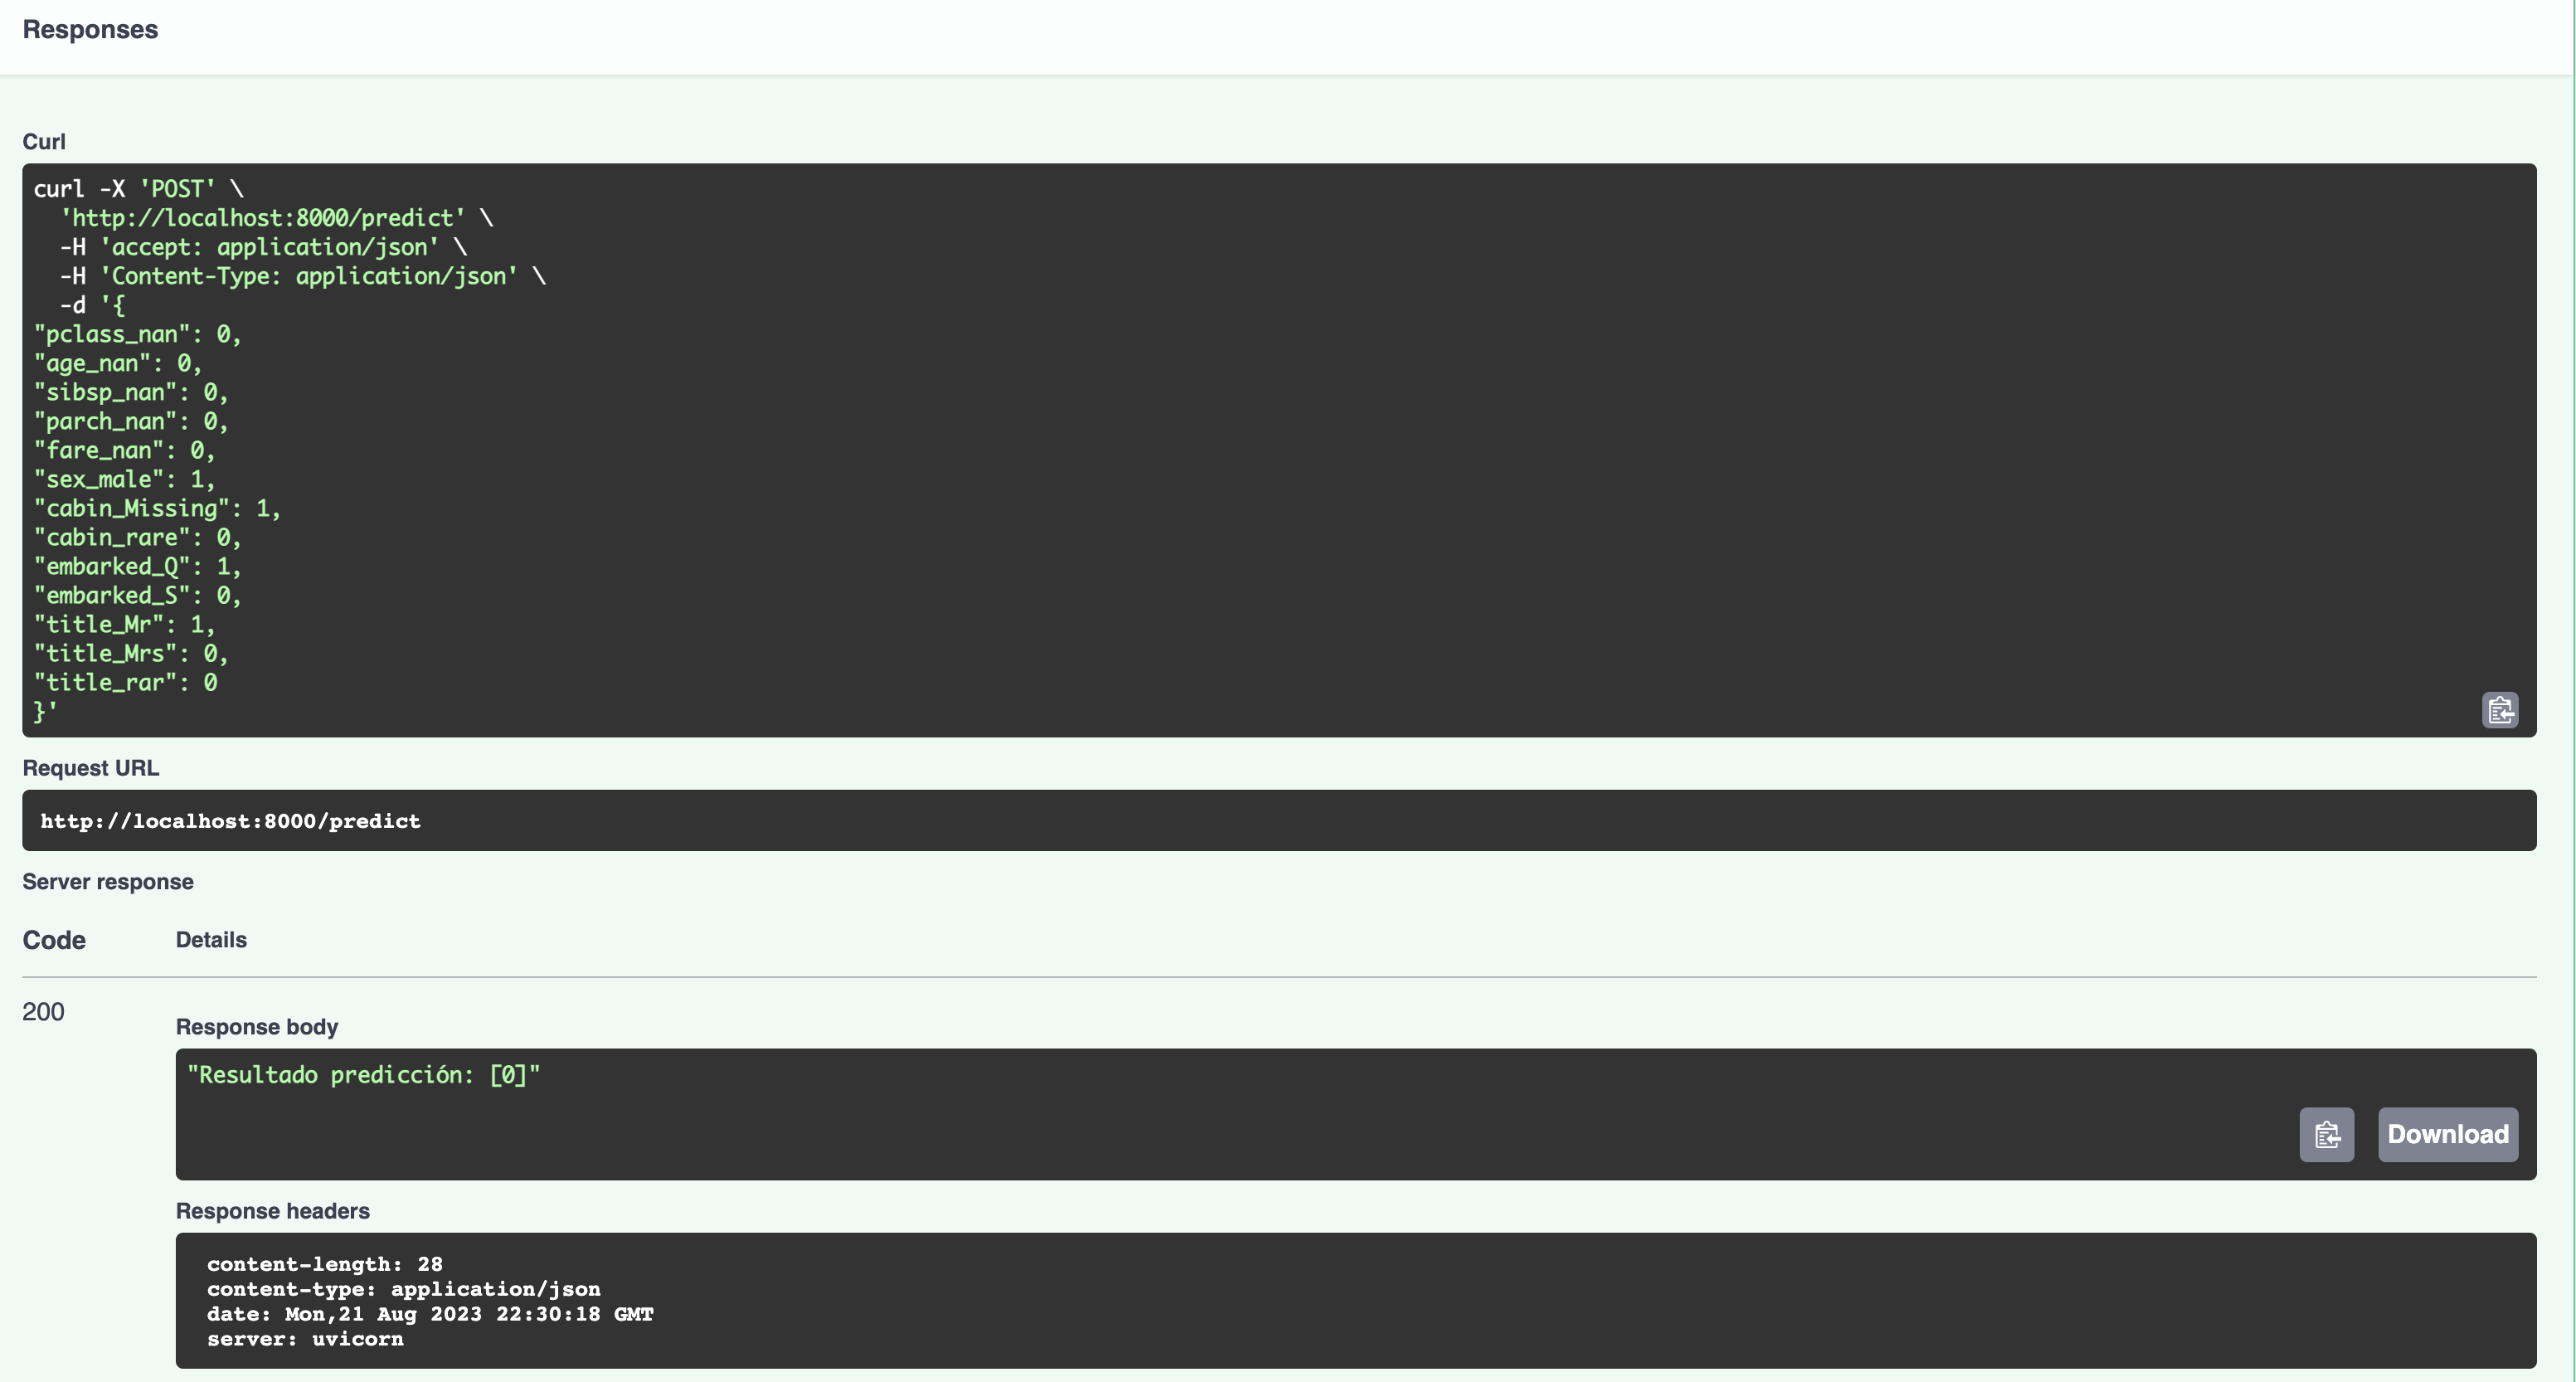 Responses
Curl
curl -X 'POST' \
  'http://localhost:8000/predict' \
  -H 'accept: application/json' \
  -H 'Content-Type: application/json' \
  -d '{
"pclass_nan": 0,
"age_nan": 0,
"sibsp_nan": 0,
"parch_nan": 0,
"fare_nan": 0,
"sex_male": 1,
"cabin_Missing": 1,
"cabin_rare": 0,
"embarked_Q": 1,
"embarked_S": 0,
"title_Mr": 1,
"title_Mrs": 0,
"title_rar": 0
}'
Request URL
http://localhost:8000/predict
Server response
Code Details
200
Response body
"Resultado predicción: [0]"
Download
Response headers
content-length: 28
content-type: application/json
date: Mon,21 Aug 2023 22:30:18 GMT
server: uvicorn